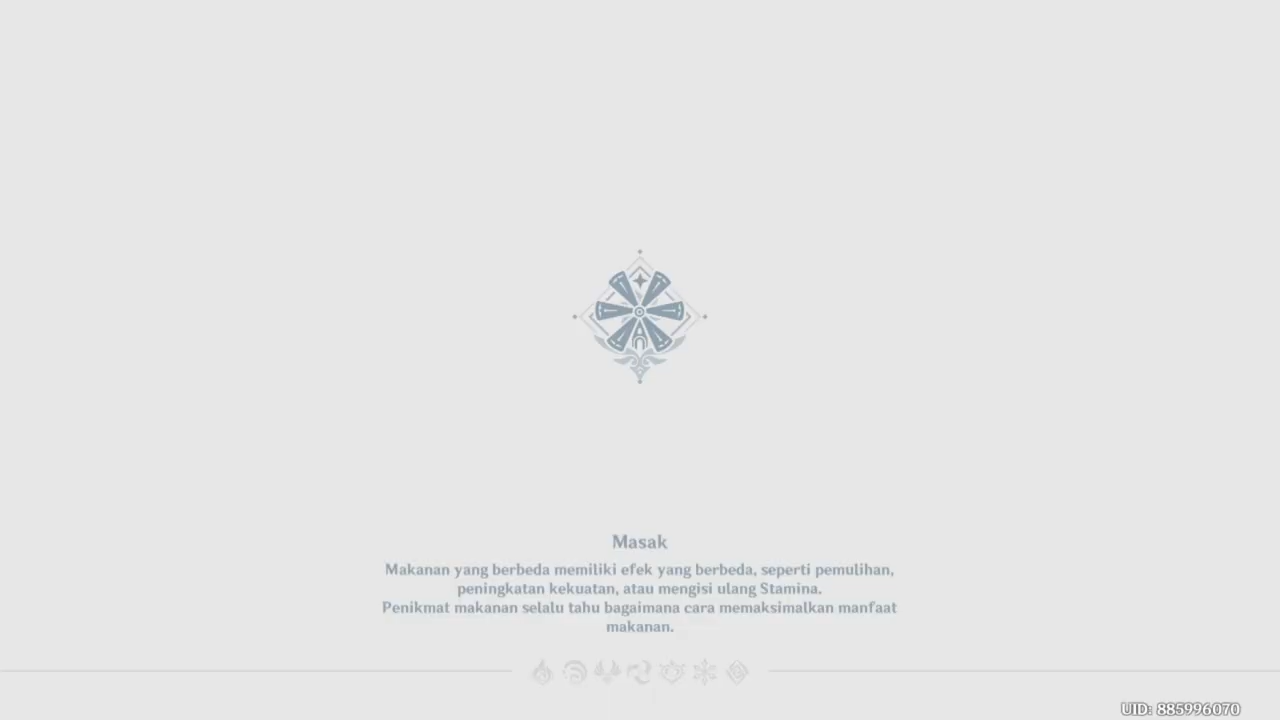 Masak
Makanan yang berbeda memiliki efek yang berbeda, seperti pemulihan,
peningkatan kekuatan, atau mengisi ulang Stamina.
Penikmat makanan selalu tahu bagaimana cara memaksimalkan manfaat
makanan.
UID: 885996070